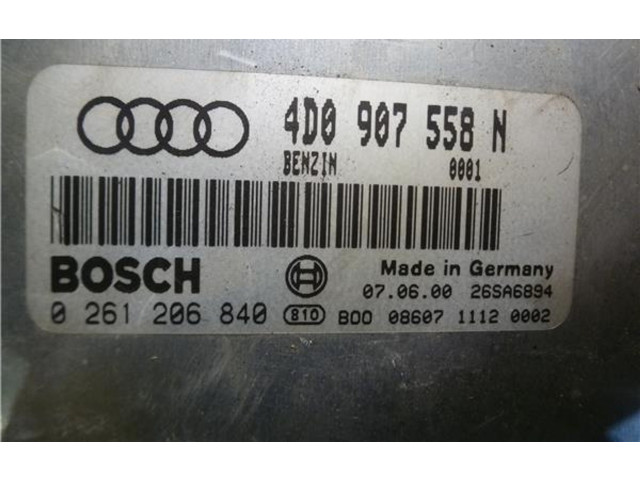 4D0 907 558 N
BENZIN 0001
BOSCH
Made in Germany
07.06.00 26SA6894
0 261 206 840 810 B00 08607 1112 0002